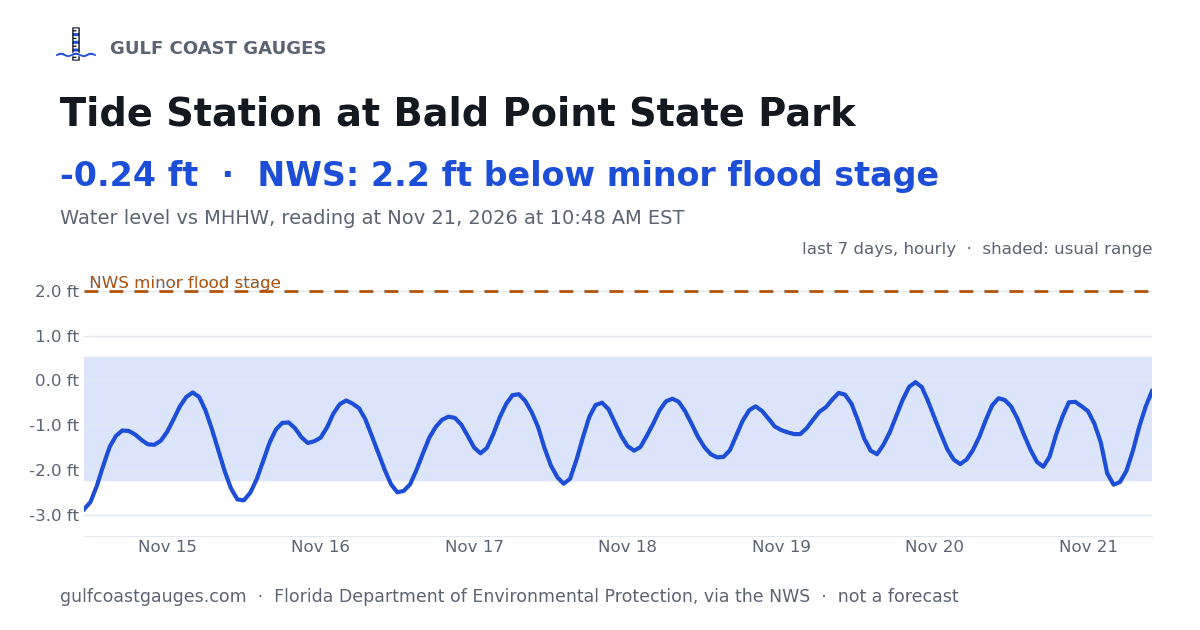 GULF COAST GAUGES
Tide Station at Bald Point State Park
-0.24 ft · NWS: 2.2 ft below minor flood stage
Water level vs MHHW, reading at Nov 21, 2026 at 10:48 AM EST
last 7 days, hourly · shaded: usual range
NWS minor flood stage
2.0 ft
1.0 ft
0.0 ft
-1.0 ft
-2.0 ft
-3.0 ft
Nov 15 Nov 16 Nov 17 Nov 18 Nov 19 Nov 20 Nov 21
gulfcoastgauges.com · Florida Department of Environmental Protection, via the NWS · not a forecast